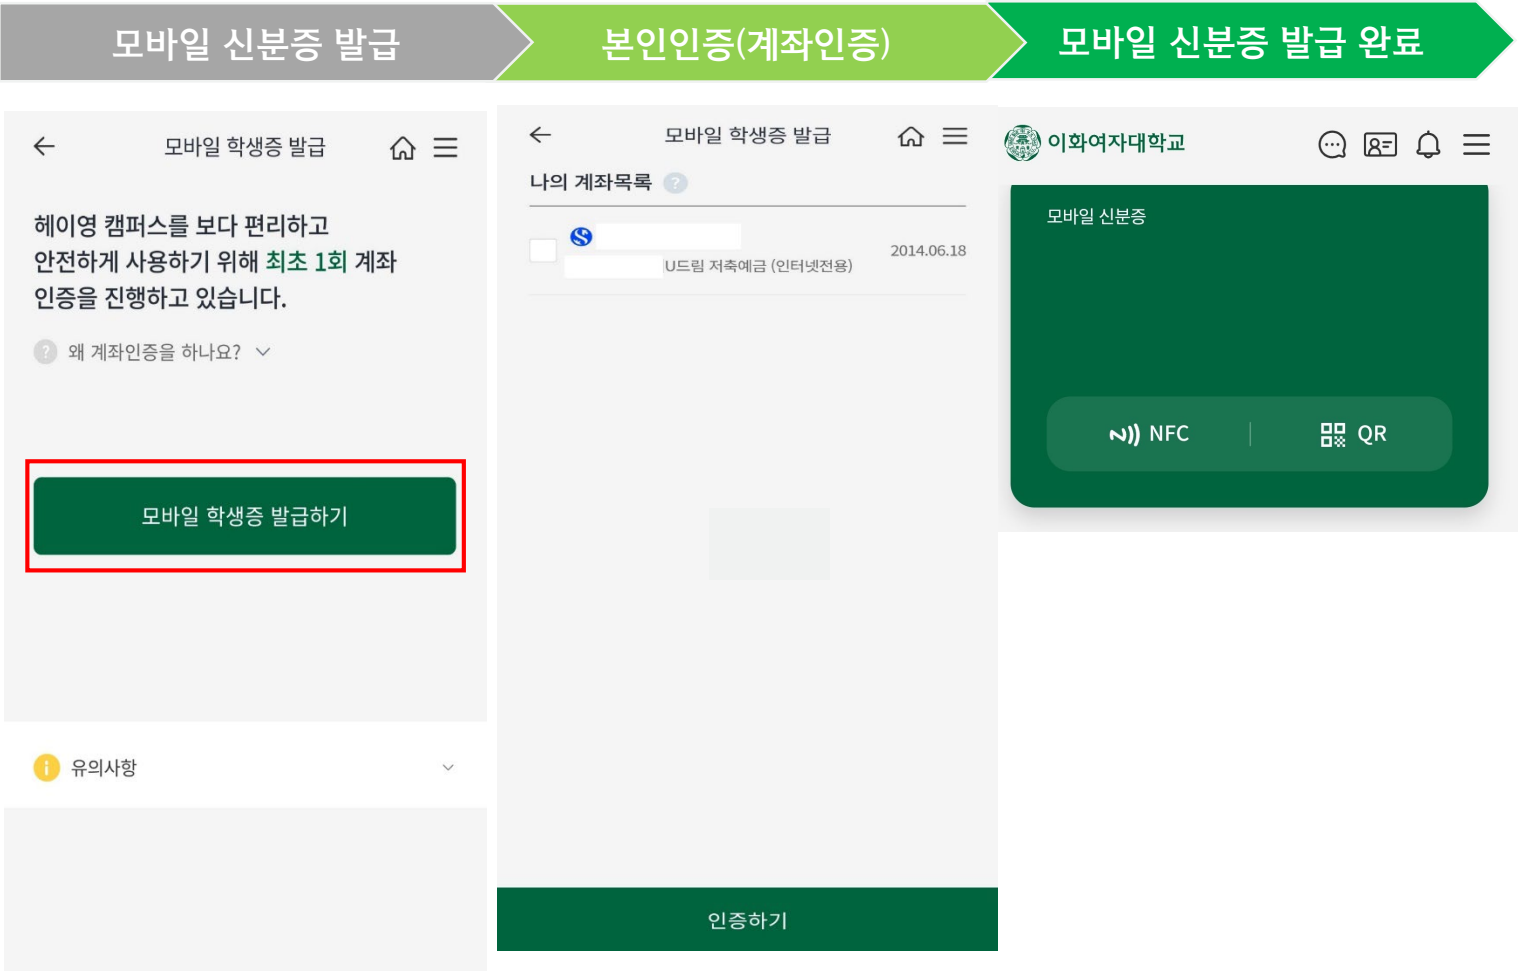 모바일 신분증 발급
본인인증(계좌인증)
모바일 신분증 발급 완료
모바일 학생증 발급
헤이영 캠퍼스를 보다 편리하고
안전하게 사용하기 위해 최초 1회 계좌
인증을 진행하고 있습니다.
? 왜 계좌인증을 하나요?
모바일 학생증 발급하기
유의사항
모바일 학생증 발급
나의 계좌목록 ?
2014.06.18
U드림 저축예금 (인터넷전용)
인증하기
이화여자대학교
모바일 신분증
NFC
QR